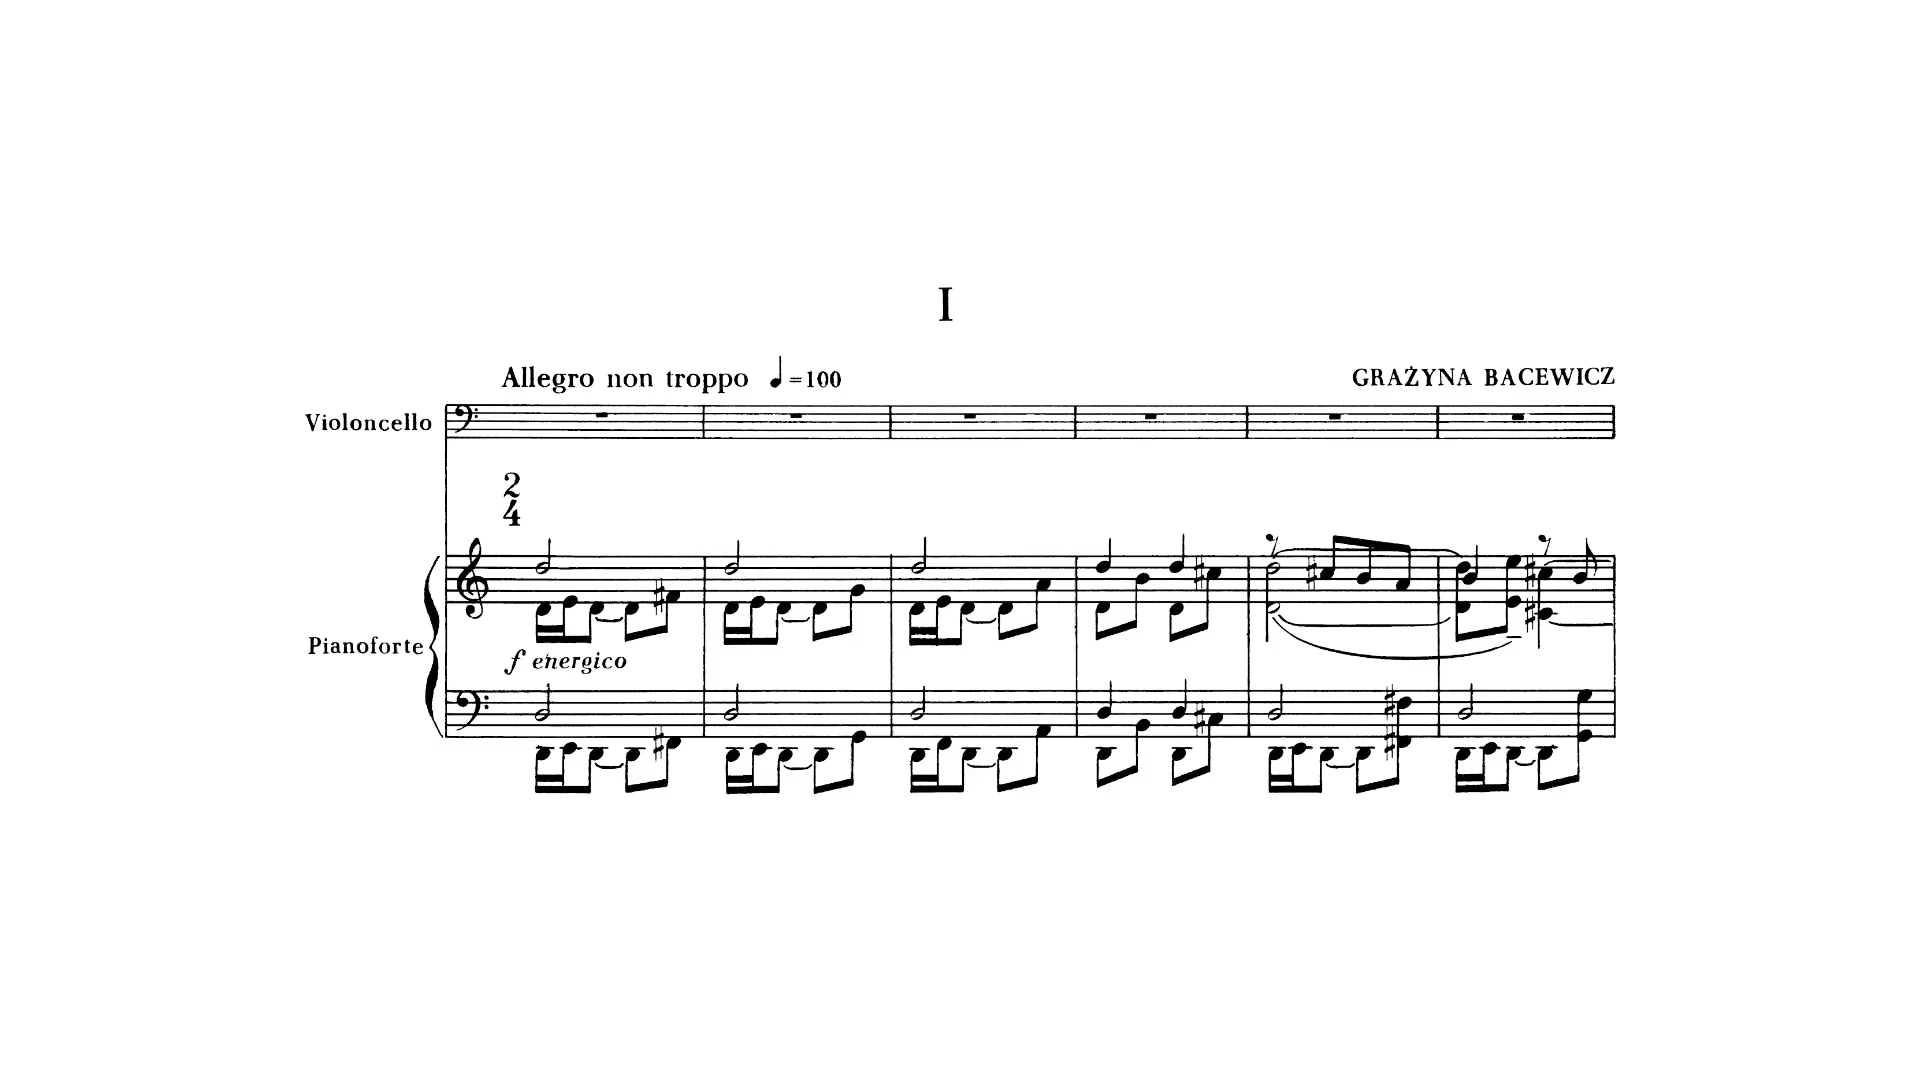 I
Allegro non troppo ♩=100
GRAŻYNA BACEWICZ
Violoncello
2
4
Pianoforte
f energico